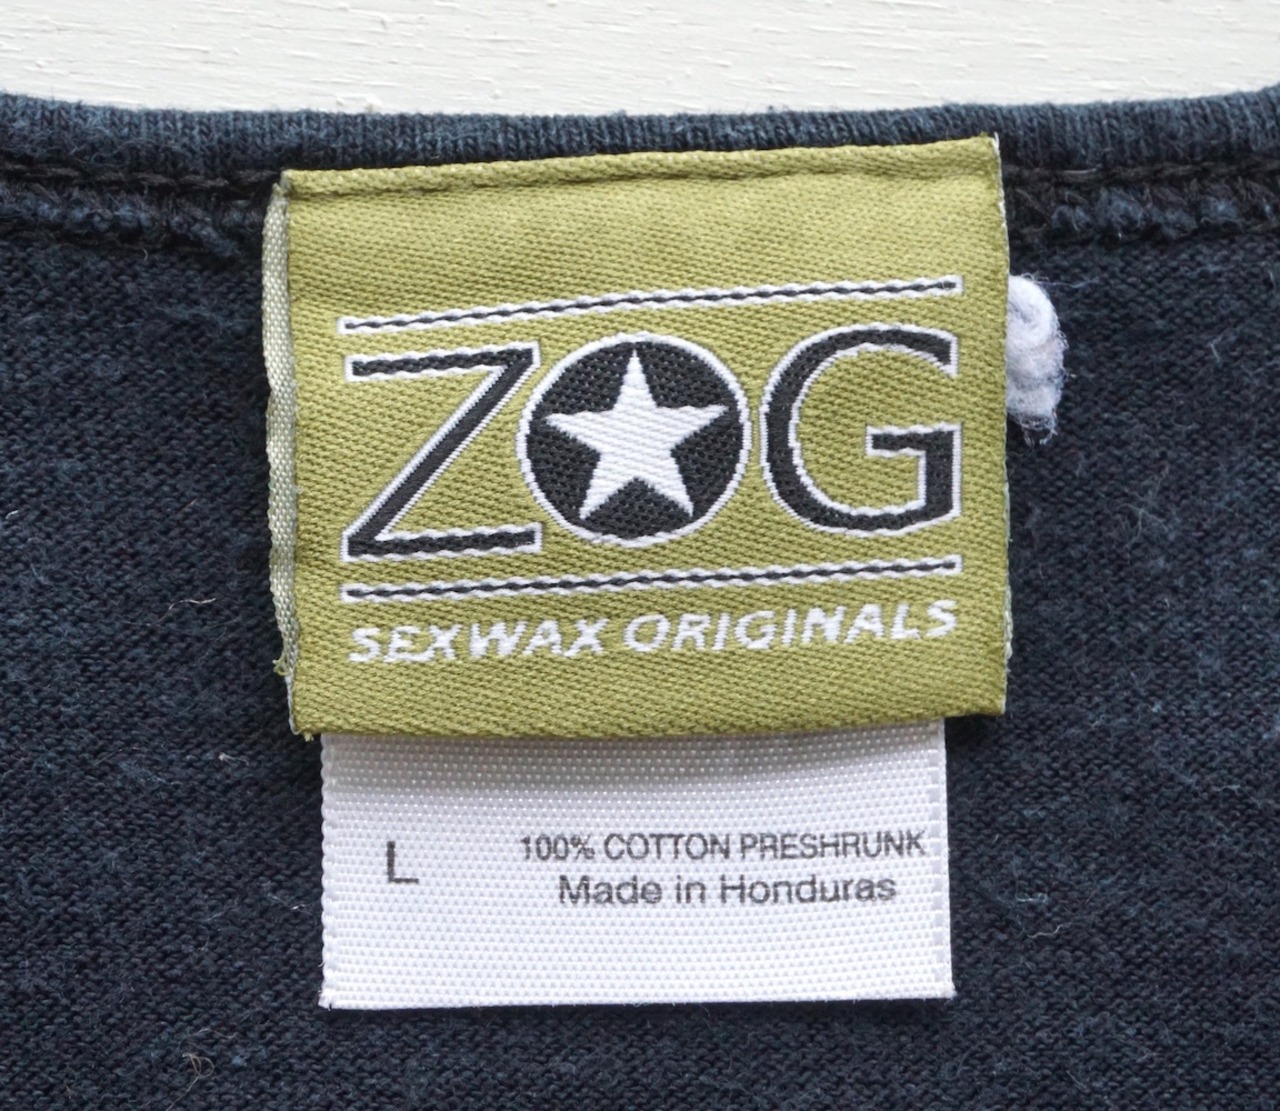 ZOG
SEXWAX ORIGINALS
L
100% COTTON PRESHRUNK
Made in Honduras